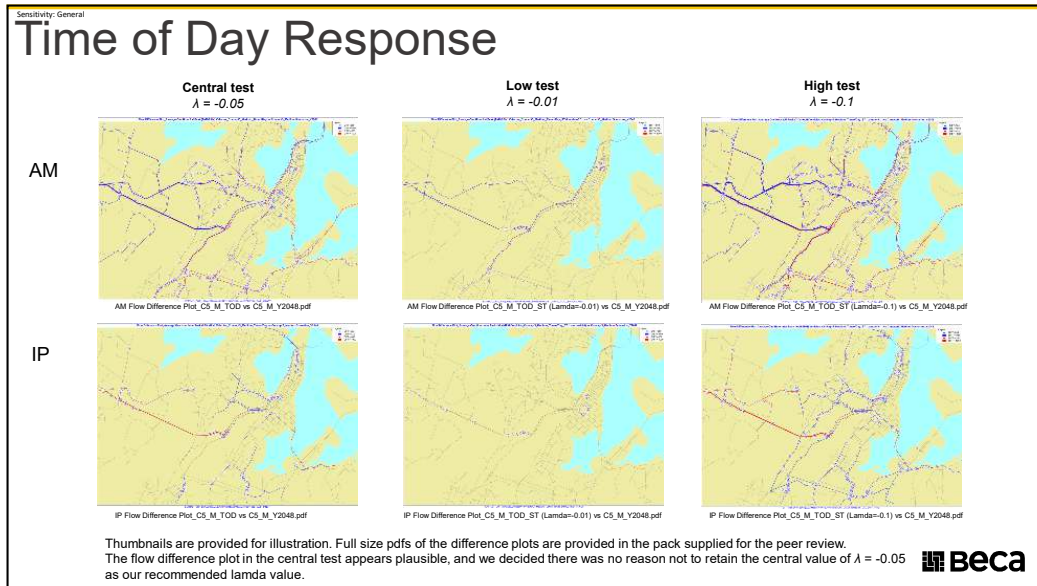 Sensitivity: General
Time of Day Response
Central test
λ = -0.05
Low test
λ = -0.01
High test
λ = -0.1
AM
AM Flow Difference Plot_C5_M_TOD vs C5_M_Y2048.pdf
AM Flow Difference Plot_C5_M_TOD_ST (Lamda=-0.01) vs C5_M_Y2048.pdf
AM Flow Difference Plot_C5_M_TOD_ST (Lamda=-0.1) vs C5_M_Y2048.pdf
IP
IP Flow Difference Plot_C5_M_TOD vs C5_M_Y2048.pdf
IP Flow Difference Plot_C5_M_TOD_ST (Lamda=-0.01) vs C5_M_Y2048.pdf
IP Flow Difference Plot_C5_M_TOD_ST (Lamda=-0.1) vs C5_M_Y2048.pdf
Thumbnails are provided for illustration. Full size pdfs of the difference plots are provided in the pack supplied for the peer review.
The flow difference plot in the central test appears plausible, and we decided there was no reason not to retain the central value of λ = -0.05
as our recommended lamda value.
Beca